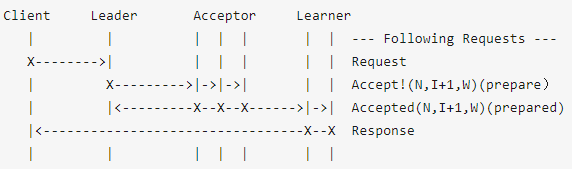 Client     Leader       Acceptor     Learner
   |         |          |  |  |       |  |  --- Following Requests ---
   X-------->|          |  |  |       |  |  Request
   |         X--------->|->|->|       |  |  Accept!(N,I+1,W)(prepare)
   |         |<---------X--X--X------>|->|  Accepted(N,I+1,W)(prepared)
   |<---------------------------------X--X  Response
   |         |          |  |  |       |  |